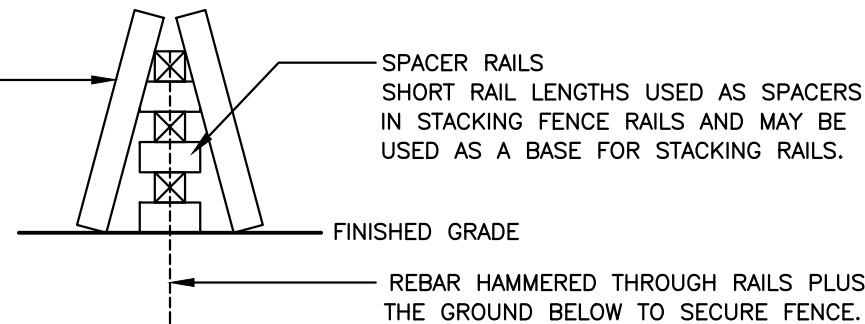 SPACER RAILS
SHORT RAIL LENGTHS USED AS SPACERS
IN STACKING FENCE RAILS AND MAY BE
USED AS A BASE FOR STACKING RAILS.
FINISHED GRADE
REBAR HAMMERED THROUGH RAILS PLUS
THE GROUND BELOW TO SECURE FENCE.